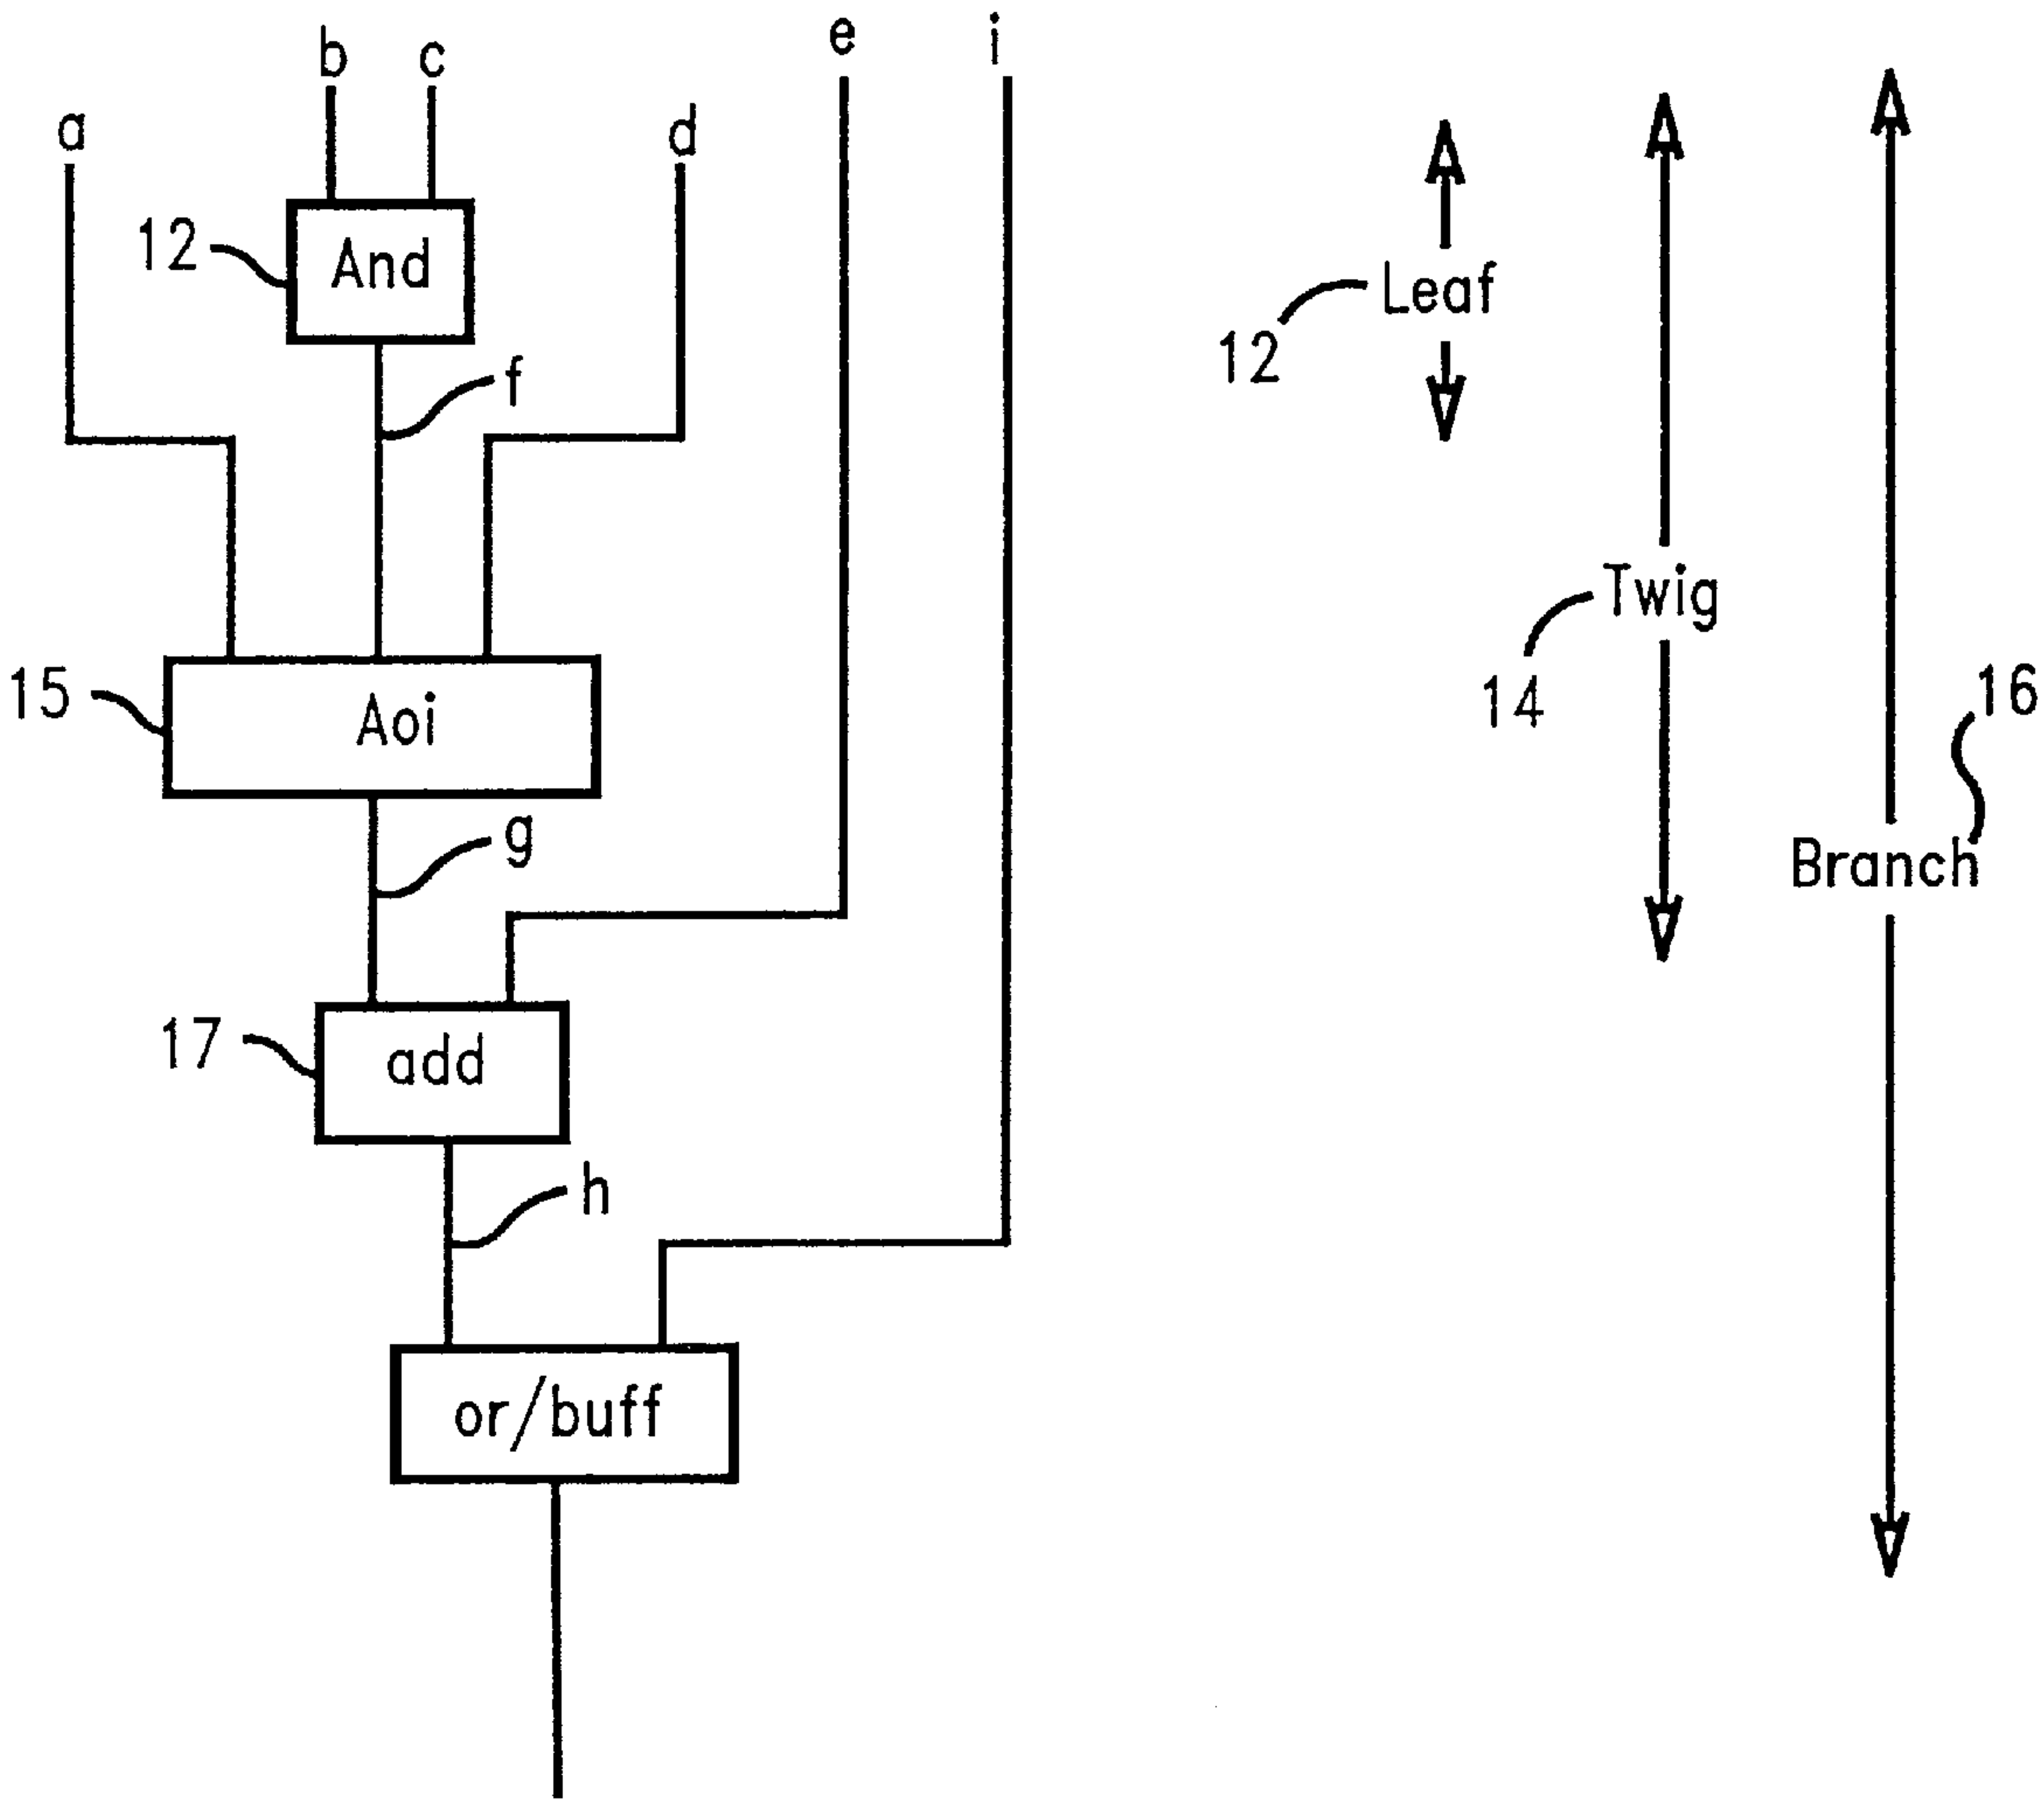 b c e i
a d
12 And
Leaf
12
f
Twig
14
15 Aoi
16
g
Branch
17 add
h
or/buff